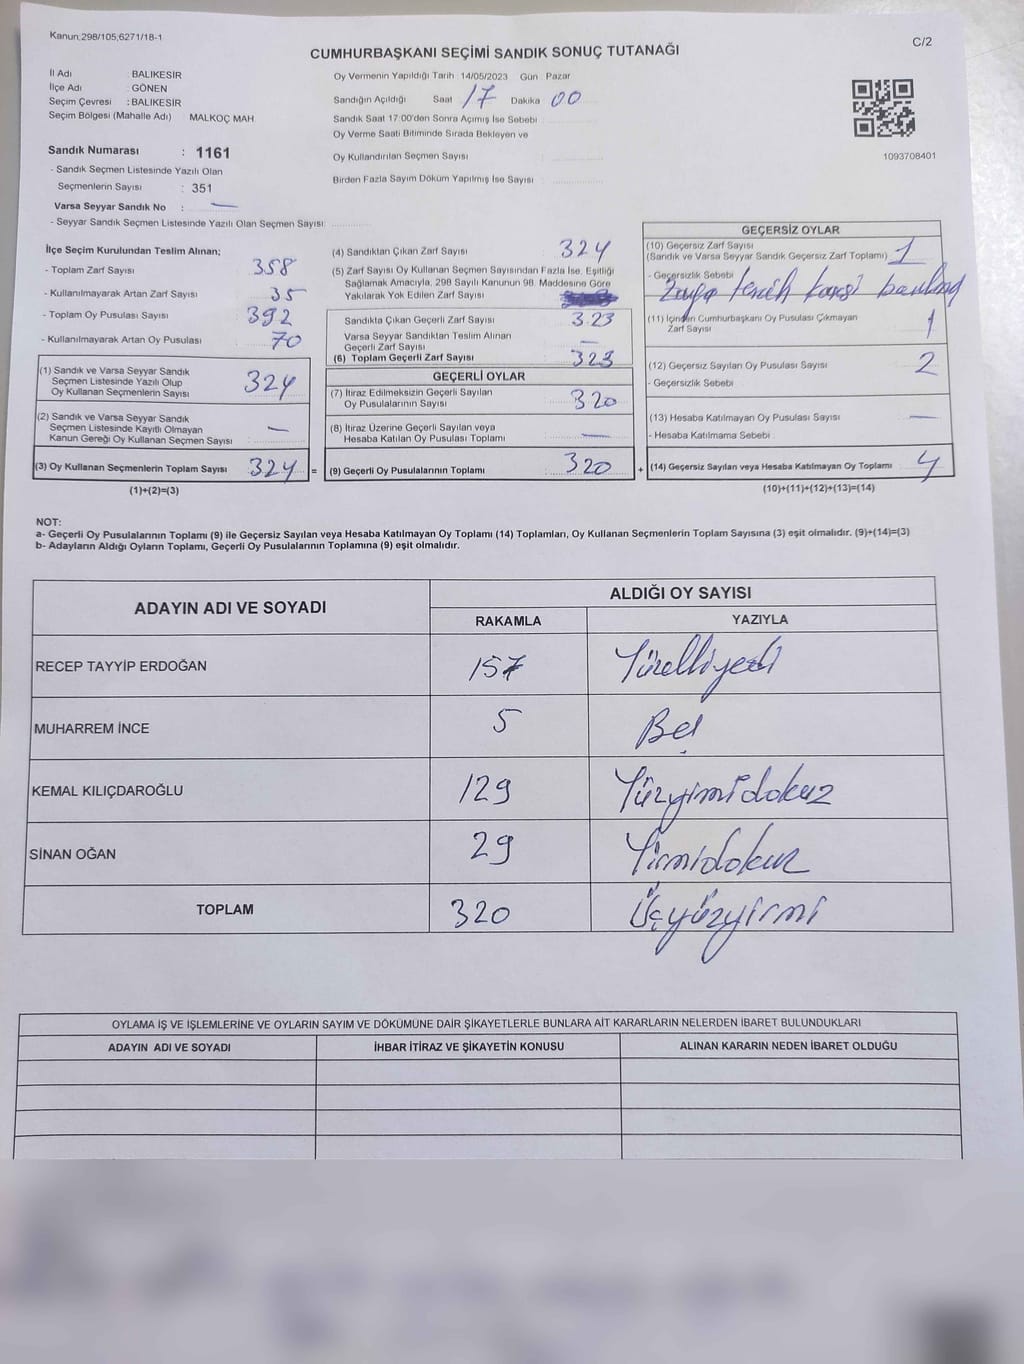 Kanun:298/105,6271/18-1
C/2
CUMHURBAŞKANI SEÇİMİ SANDIK SONUÇ TUTANAĞI
İl Adı : BALIKESİR
İlçe Adı : GÖNEN
Seçim Çevresi : BALIKESİR
Seçim Bölgesi (Mahalle Adı) MALKOÇ MAH
Sandık Numarası : 1161
- Sandık Seçmen Listesinde Yazılı Olan
Seçmenlerin Sayısı : 351
Varsa Seyyar Sandık No : —
- Seyyar Sandık Seçmen Listesinde Yazılı Olan Seçmen Sayısı
Oy Vermenin Yapıldığı Tarih :14/05/2023 Gün Pazar
Sandığın Açıldığı Saat 17 Dakika 00
Sandık Saat 17:00'den Sonra Açılmış İse Sebebi
Oy Verme Saati Bitiminde Sırada Bekleyen ve
Oy Kullandırılan Seçmen Sayısı :
Birden Fazla Sayım Döküm Yapılmış İse Sayısı :
1093708401
İlçe Seçim Kurulundan Teslim Alınan;
- Toplam Zarf Sayısı : 358
- Kullanılmayarak Artan Zarf Sayısı : 35
- Toplam Oy Pusulası Sayısı : 392
- Kullanılmayarak Artan Oy Pusulası : 70
(1) Sandık ve Varsa Seyyar Sandık
Seçmen Listesinde Yazılı Olup
Oy Kullanan Seçmenlerin Sayısı 324
(2) Sandık ve Varsa Seyyar Sandık
Seçmen Listesinde Kayıtlı Olmayan
Kanun Gereği Oy Kullanan Seçmen Sayısı : —
(3) Oy Kullanan Seçmenlerin Toplam Sayısı 324 =
(1)+(2)=(3)
(4) Sandıktan Çıkan Zarf Sayısı 324
(5) Zarf Sayısı Oy Kullanan Seçmen Sayısından Fazla İse, Eşitliği
Sağlamak Amacıyla, 298 Sayılı Kanunun 98. Maddesine Göre
Yakılarak Yok Edilen Zarf Sayısı
Sandıkta Çıkan Geçerli Zarf Sayısı : 323
Varsa Seyyar Sandıktan Teslim Alınan
Geçerli Zarf Sayısı : —
(6) Toplam Geçerli Zarf Sayısı : 323
GEÇERLİ OYLAR
(7) İtiraz Edilmeksizin Geçerli Sayılan
Oy Pusulalarının Sayısı : 320
(8) İtiraz Üzerine Geçerli Sayılan veya
Hesaba Katılan Oy Pusulası Toplamı : —
(9) Geçerli Oy Pusulalarının Toplamı : 320 +
GEÇERSİZ OYLAR
(10) Geçersiz Zarf Sayısı
(Sandık ve Varsa Seyyar Sandık Geçersiz Zarf Toplamı) 1
- Geçersizlik Sebebi
Zarfa tercih kaşesi basılmış
(11) İçinden Cumhurbaşkanı Oy Pusulası Çıkmayan
Zarf Sayısı 1
(12) Geçersiz Sayılan Oy Pusulası Sayısı : 2
- Geçersizlik Sebebi
(13) Hesaba Katılmayan Oy Pusulası Sayısı : —
- Hesaba Katılmama Sebebi
(14) Geçersiz Sayılan veya Hesaba Katılmayan Oy Toplamı 4
(10)+(11)+(12)+(13)=(14)
NOT:
a- Geçerli Oy Pusulalarının Toplamı (9) ile Geçersiz Sayılan veya Hesaba Katılmayan Oy Toplamı (14) Toplamları, Oy Kullanan Seçmenlerin Toplam Sayısına (3) eşit olmalıdır. (9)+(14)=(3)
b- Adayların Aldığı Oyların Toplamı, Geçerli Oy Pusulalarının Toplamına (9) eşit olmalıdır.
ADAYIN ADI VE SOYADI ALDIĞI OY SAYISI
RAKAMLA YAZIYLA
RECEP TAYYİP ERDOĞAN 157 Yüzelliyedi
MUHARREM İNCE 5 Beş
KEMAL KILIÇDAROĞLU 129 Yüzyirmidokuz
SİNAN OĞAN 29 Yirmidokuz
TOPLAM 320 Üçyüzyirmi
OYLAMA İŞ VE İŞLEMLERİNE VE OYLARIN SAYIM VE DÖKÜMÜNE DAİR ŞİKAYETLERLE BUNLARA AİT KARARLARIN NELERDEN İBARET BULUNDUKLARI
ADAYIN ADI VE SOYADI İHBAR İTİRAZ VE ŞİKAYETİN KONUSU ALINAN KARARIN NEDEN İBARET OLDUĞU